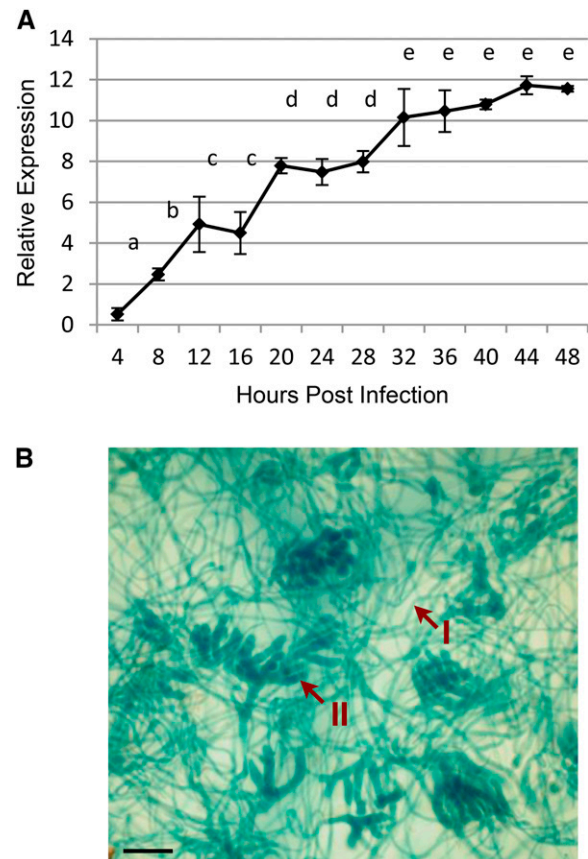 A
Relative Expression
14
12
10
8
6
4
2
0
a
b
c c
d d d
e e e e e
4 8 12 16 20 24 28 32 36 40 44 48
Hours Post Infection
B
I
II